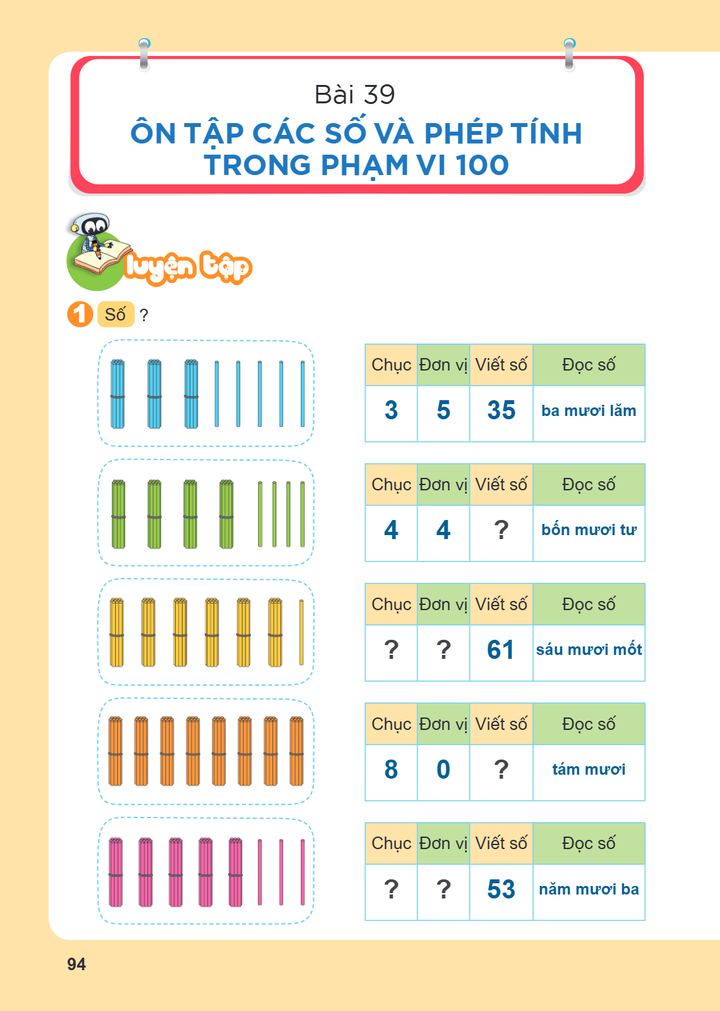 Bài 39
ÔN TẬP CÁC SỐ VÀ PHÉP TÍNH
TRONG PHẠM VI 100
luyện tập
1 Số ?
Chục Đơn vị Viết số Đọc số
3 5 35 ba mươi lăm
Chục Đơn vị Viết số Đọc số
4 4 ? bốn mươi tư
Chục Đơn vị Viết số Đọc số
? ? 61 sáu mươi mốt
Chục Đơn vị Viết số Đọc số
8 0 ? tám mươi
Chục Đơn vị Viết số Đọc số
? ? 53 năm mươi ba
94